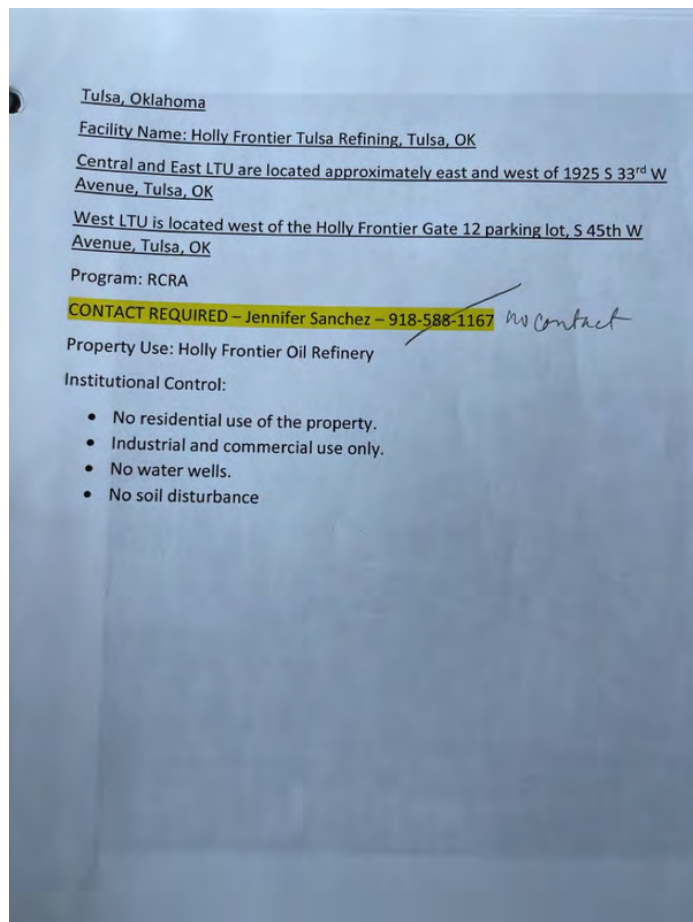 Tulsa, Oklahoma
Facility Name: Holly Frontier Tulsa Refining, Tulsa, OK
Central and East LTU are located approximately east and west of 1925 S 33rd W
Avenue, Tulsa, OK
West LTU is located west of the Holly Frontier Gate 12 parking lot, S 45th W
Avenue, Tulsa, OK
Program: RCRA
CONTACT REQUIRED – Jennifer Sanchez – 918-588-1167 no contact
Property Use: Holly Frontier Oil Refinery
Institutional Control:
• No residential use of the property.
• Industrial and commercial use only.
• No water wells.
• No soil disturbance